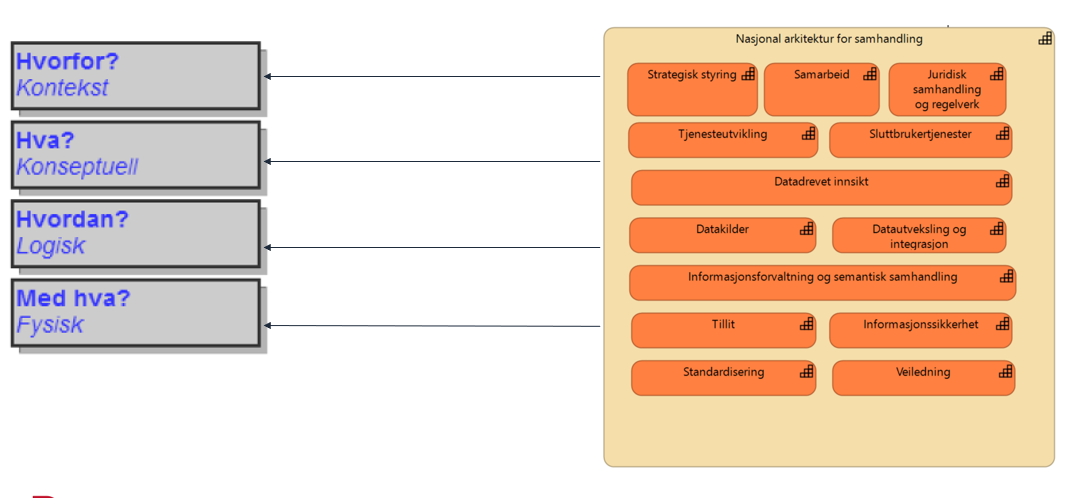 Hvorfor?
Kontekst
Hva?
Konseptuell
Hvordan?
Logisk
Med hva?
Fysisk
Nasjonal arkitektur for samhandling
Strategisk styring
Samarbeid
Juridisk
samhandling
og regelverk
Tjenesteutvikling
Sluttbrukertjenester
Datadrevet innsikt
Datakilder
Datautveksling og
integrasjon
Informasjonsforvaltning og semantisk samhandling
Tillit
Informasjonssikkerhet
Standardisering
Veiledning